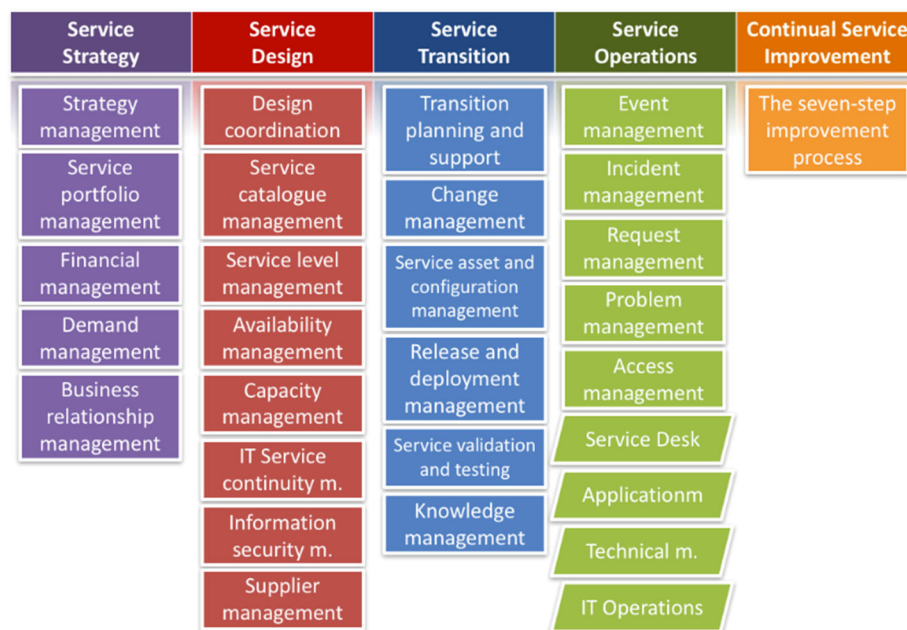 Service
Strategy
Service
Design
Service
Transition
Service
Operations
Continual Service
Improvement
Strategy
management
Service
portfolio
management
Financial
management
Demand
management
Business
relationship
management
Design
coordination
Service
catalogue
management
Service level
management
Availability
management
Capacity
management
IT Service
continuity m.
Information
security m.
Supplier
management
Transition
planning and
support
Change
management
Service asset and
configuration
management
Release and
deployment
management
Service validation
and testing
Knowledge
management
Event
management
Incident
management
Request
management
Problem
management
Access
management
Service Desk
Applicationm
Technical m.
IT Operations
The seven-step
improvement
process